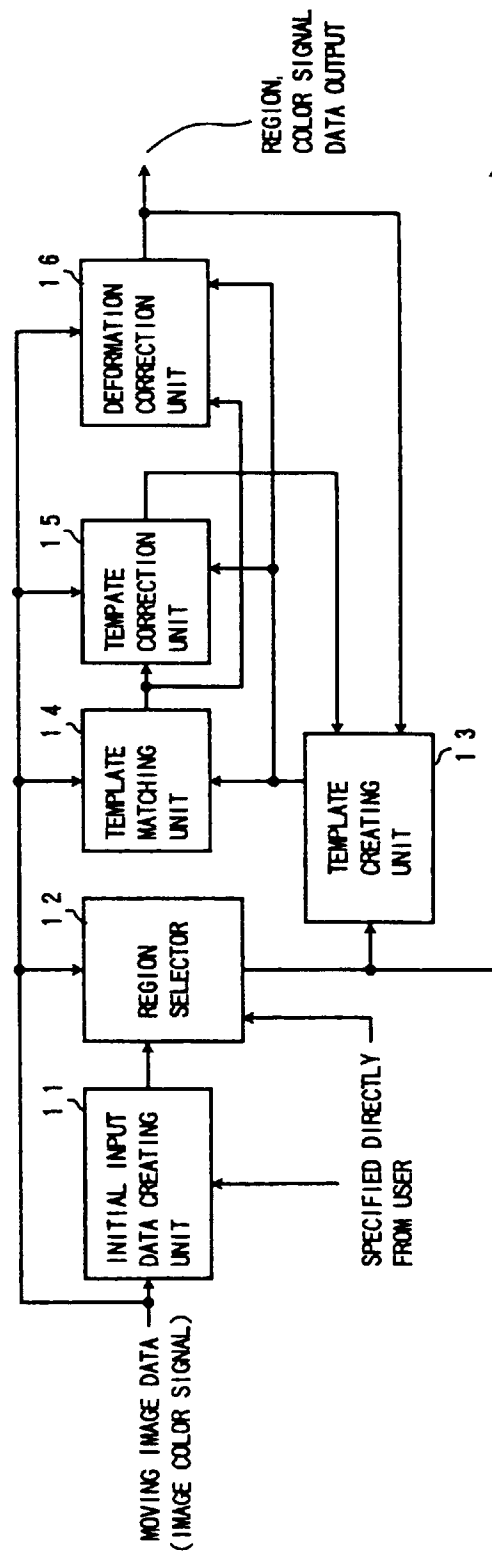 MOVING IMAGE DATA
(IMAGE COLOR SIGNAL)
11
INITIAL INPUT
DATA CREATING
UNIT
SPECIFIED DIRECTLY
FROM USER
12
REGION
SELECTOR
14
TEMPLATE
MATCHING
UNIT
15
TEMPATE
CORRECTION
UNIT
16
DEFORMATION
CORRECTION
UNIT
TEMPLATE
CREATING
UNIT
13
REGION,
COLOR SIGNAL
DATA OUTPUT